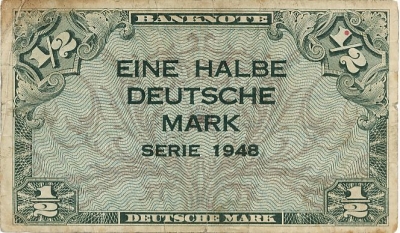 BANKNOTE
1/2 1/2
EINE HALBE
DEUTSCHE
MARK
SERIE 1948
1/2 1/2
DEUTSCHE MARK